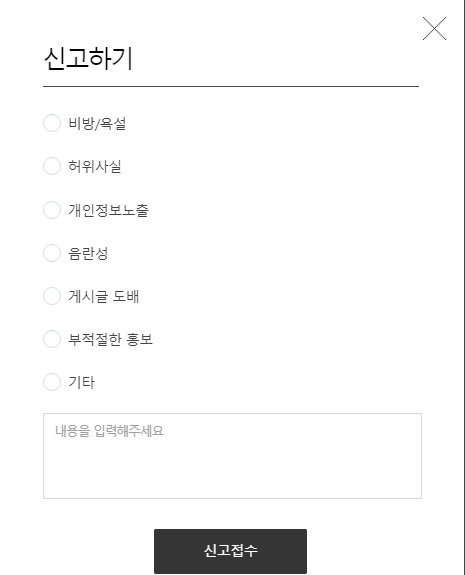 신고하기
비방/욕설
허위사실
개인정보노출
음란성
게시글 도배
부적절한 홍보
기타
내용을 입력해주세요
신고접수